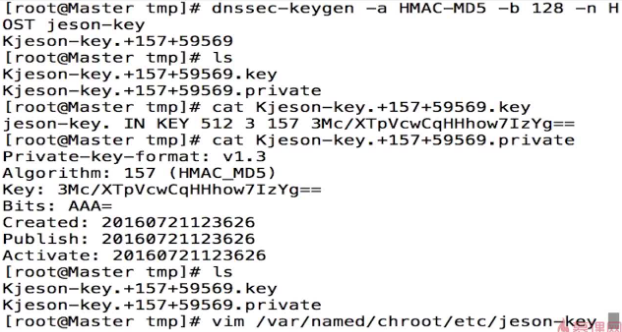 [root@Master tmp]# dnssec-keygen -a HMAC-MD5 -b 128 -n H
OST jeson-key
Kjeson-key.+157+59569
[root@Master tmp]# ls
Kjeson-key.+157+59569.key
Kjeson-key.+157+59569.private
[root@Master tmp]# cat Kjeson-key.+157+59569.key
jeson-key. IN KEY 512 3 157 3Mc/XTpVcwCqHHhow7IzYg==
[root@Master tmp]# cat Kjeson-key.+157+59569.private
Private-key-format: v1.3
Algorithm: 157 (HMAC_MD5)
Key: 3Mc/XTpVcwCqHHhow7IzYg==
Bits: AAA=
Created: 20160721123626
Publish: 20160721123626
Activate: 20160721123626
[root@Master tmp]# ls
Kjeson-key.+157+59569.key
Kjeson-key.+157+59569.private
[root@Master tmp]# vim /var/named/chroot/etc/jeson-key